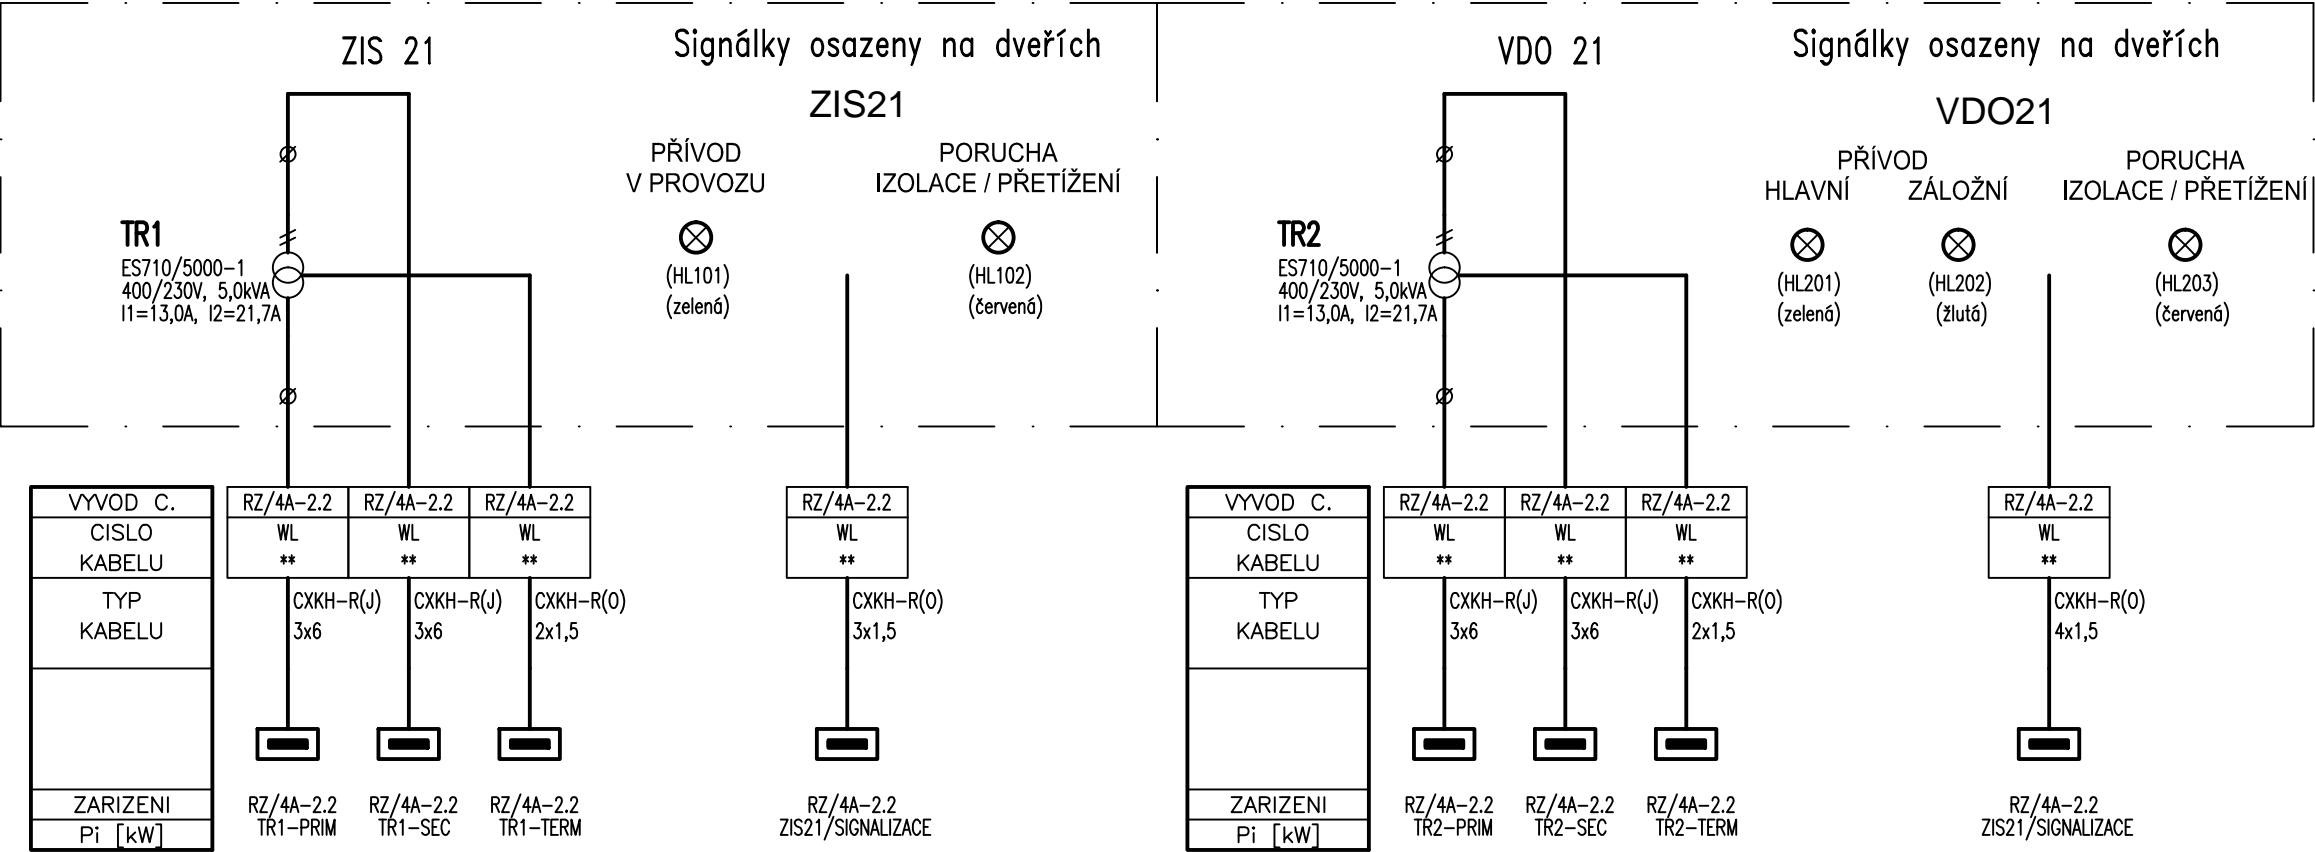 ZIS 21
Signálky osazeny na dveřích
ZIS21
PŘÍVOD
V PROVOZU
PORUCHA
IZOLACE / PŘETÍŽENÍ
TR1
ES710/5000-1
400/230V, 5,0kVA
I1=13,0A, I2=21,7A
(HL101)
(zelená)
(HL102)
(červená)
VDO 21
Signálky osazeny na dveřích
VDO21
PŘÍVOD
HLAVNÍ ZÁLOŽNÍ
PORUCHA
IZOLACE / PŘETÍŽENÍ
TR2
ES710/5000-1
400/230V, 5,0kVA
I1=13,0A, I2=21,7A
(HL201)
(zelená)
(HL202)
(žlutá)
(HL203)
(červená)
VYVOD C. RZ/4A-2.2 RZ/4A-2.2 RZ/4A-2.2 RZ/4A-2.2
CISLO WL WL WL WL
KABELU ** ** ** **
TYP CXKH-R(J) CXKH-R(J) CXKH-R(O) CXKH-R(O)
KABELU 3x6 3x6 2x1,5 3x1,5
ZARIZENI RZ/4A-2.2 RZ/4A-2.2 RZ/4A-2.2 RZ/4A-2.2
TR1-PRIM TR1-SEC TR1-TERM ZIS21/SIGNALIZACE
Pi [kW]
VYVOD C. RZ/4A-2.2 RZ/4A-2.2 RZ/4A-2.2 RZ/4A-2.2
CISLO WL WL WL WL
KABELU ** ** ** **
TYP CXKH-R(J) CXKH-R(J) CXKH-R(O) CXKH-R(O)
KABELU 3x6 3x6 2x1,5 4x1,5
ZARIZENI RZ/4A-2.2 RZ/4A-2.2 RZ/4A-2.2 RZ/4A-2.2
TR2-PRIM TR2-SEC TR2-TERM ZIS21/SIGNALIZACE
Pi [kW]